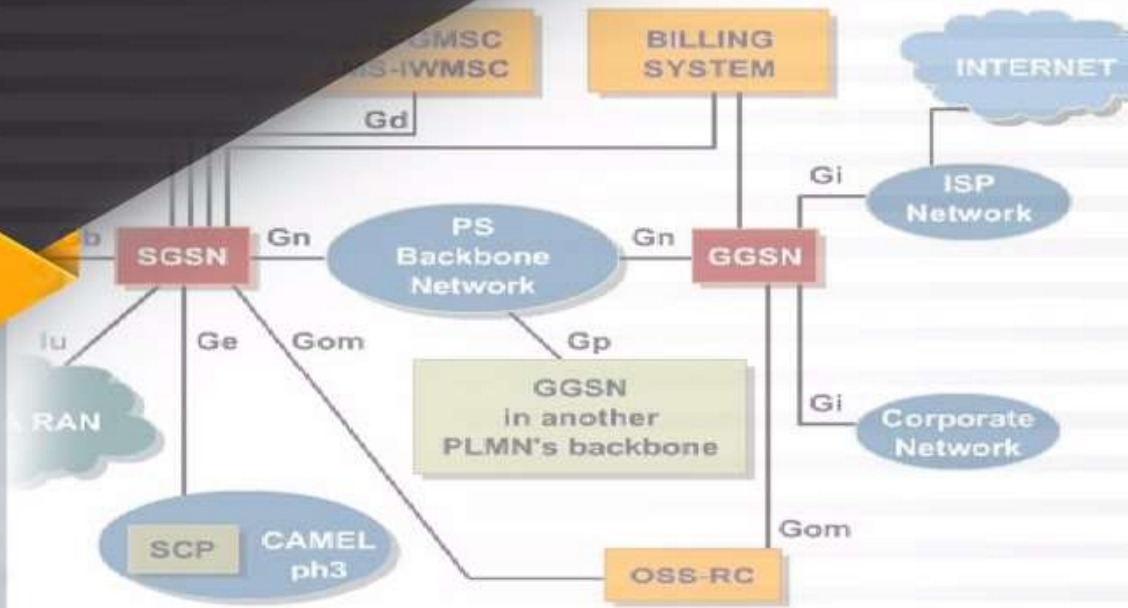 GMSC
MS-IWMSC
BILLING
SYSTEM
INTERNET
Gd
Gi
ISP
Network
SGSN
Gn
PS
Backbone
Network
Gn
GGSN
Iu
Ge
Gom
Gp
GGSN
in another
PLMN's backbone
Gi
Corporate
Network
RAN
SCP
CAMEL
ph3
Gom
OSS-RC